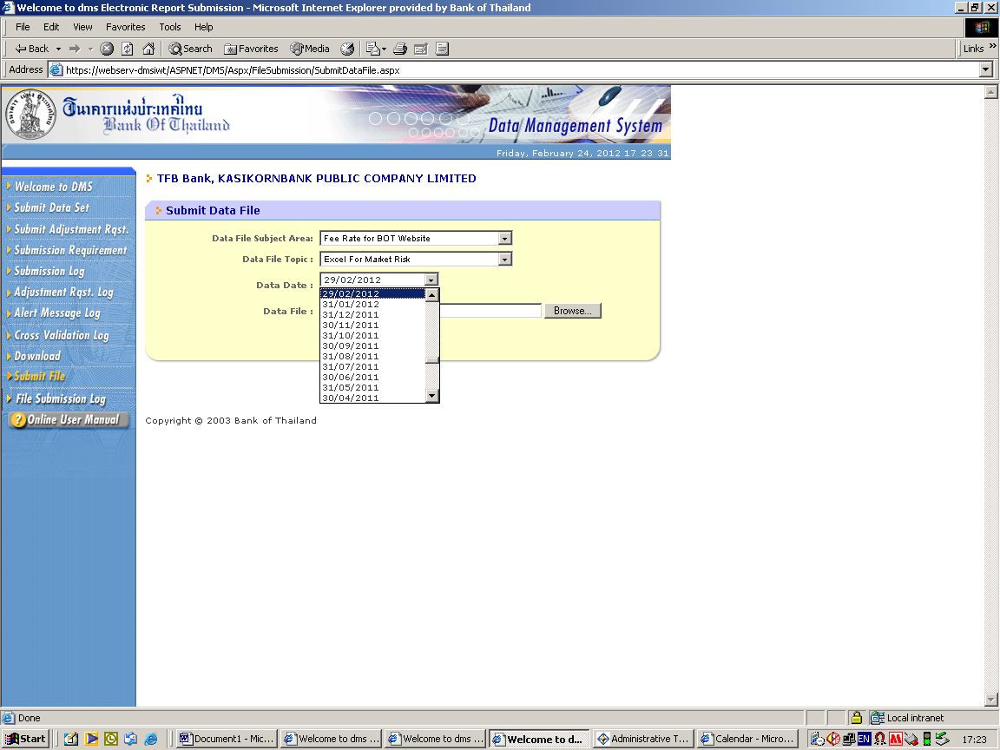 Welcome to dms Electronic Report Submission - Microsoft Internet Explorer provided by Bank of Thailand
File Edit View Favorites Tools Help
Back Search Favorites Media Links
Address https://webserv-dmsiwt/ASPNET/DMS/Aspx/FileSubmission/SubmitDataFile.aspx
ธนาคารแห่งประเทศไทย
Bank Of Thailand
Data Management System
Friday, February 24, 2012 17 23 31
Welcome to DMS
Submit Data Set
Submit Adjustment Rqst.
Submission Requirement
Submission Log
Adjustment Rqst. Log
Alert Message Log
Cross Validation Log
Download
Submit File
File Submission Log
? Online User Manual
TFB Bank, KASIKORNBANK PUBLIC COMPANY LIMITED
Submit Data File
Data File Subject Area: Fee Rate for BOT Website
Data File Topic : Excel For Market Risk
Data Date : 29/02/2012
29/02/2012
31/01/2012
31/12/2011
30/11/2011
31/10/2011
30/09/2011
31/08/2011
31/07/2011
30/06/2011
31/05/2011
30/04/2011
Data File : Browse...
Copyright © 2003 Bank of Thailand
Done Local intranet
Start Document1 - Mic... Welcome to dms ... Welcome to dms ... Welcome to d... Administrative T... Calendar - Micro... EN 17:23